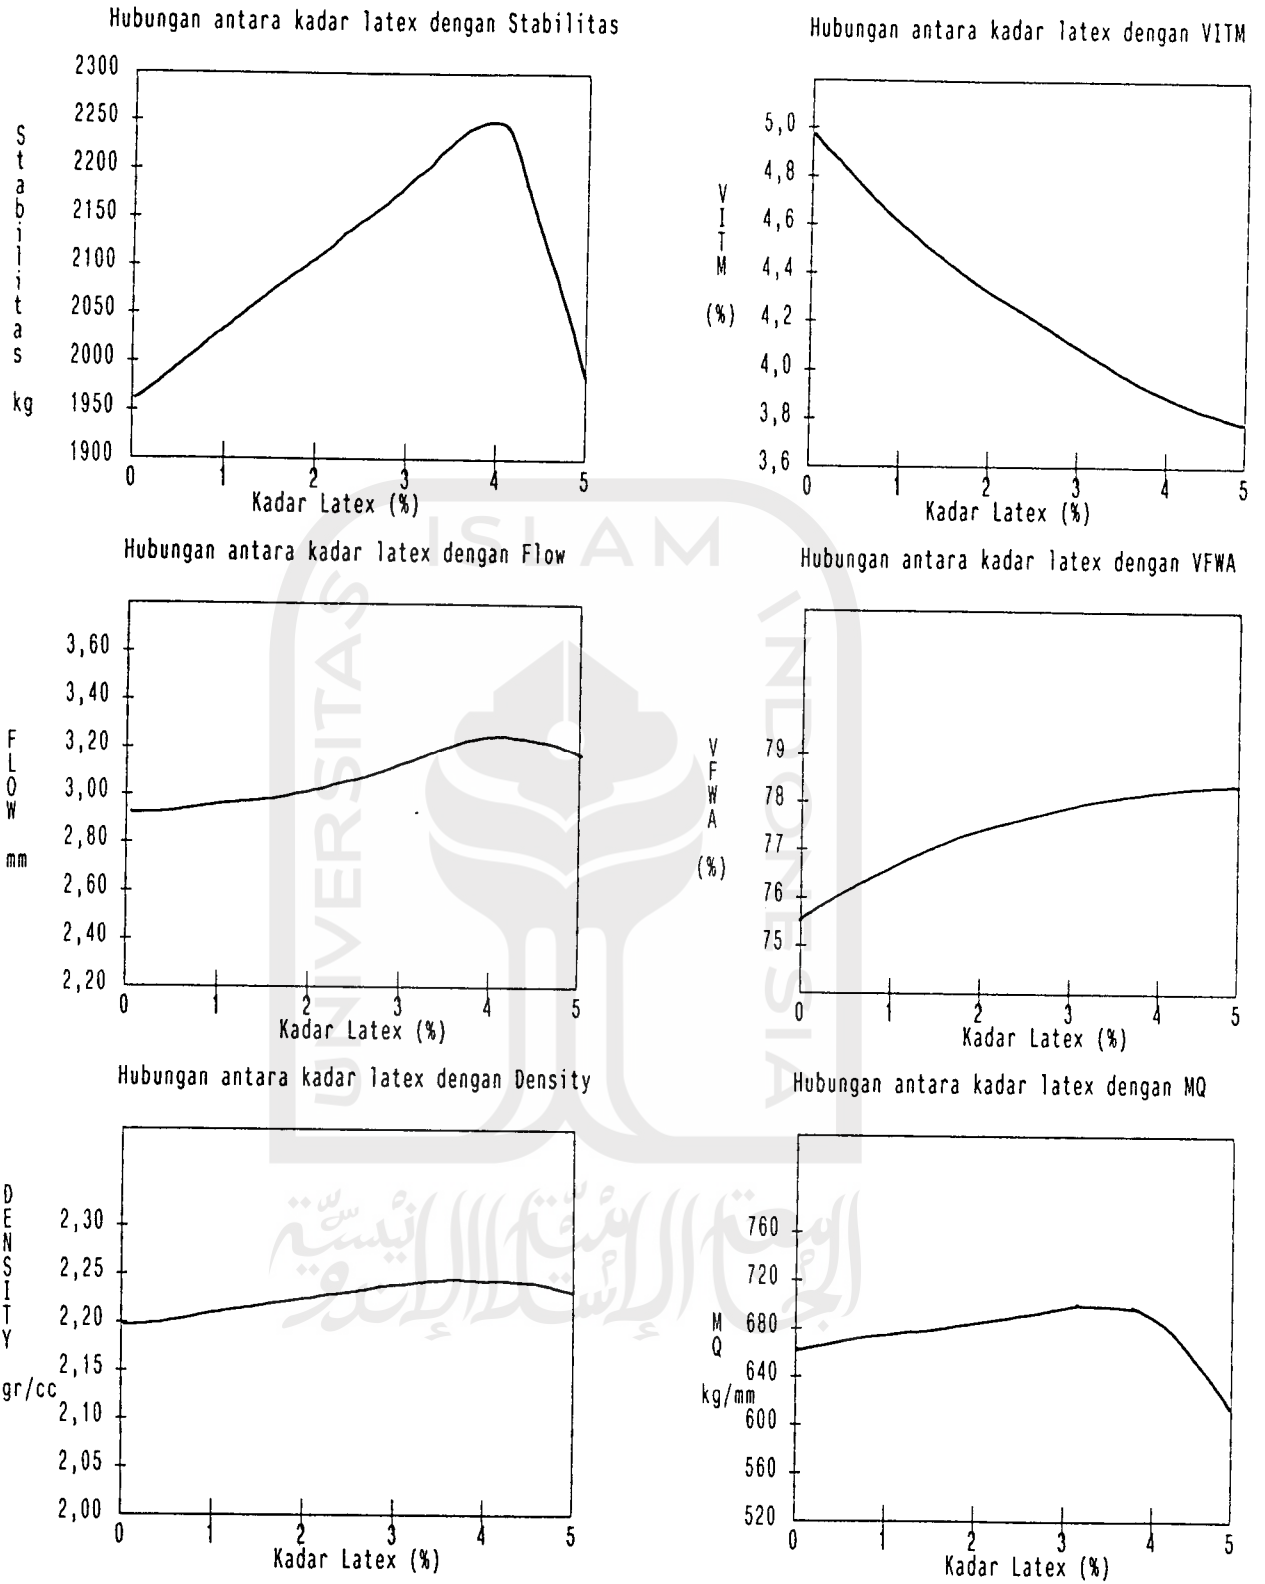 Hubungan antara kadar latex dengan Stabilitas
Stabilitas kg
2300
2250
2200
2150
2100
2050
2000
1950
1900
0 1 2 3 4 5
Kadar Latex (%)
Hubungan antara kadar latex dengan VITM
VITM (%)
5,0
4,8
4,6
4,4
4,2
4,0
3,8
3,6
0 1 2 3 4 5
Kadar Latex (%)
Hubungan antara kadar latex dengan Flow
FLOW mm
3,60
3,40
3,20
3,00
2,80
2,60
2,40
2,20
0 1 2 3 4 5
Kadar Latex (%)
Hubungan antara kadar latex dengan VFWA
VFWA (%)
79
78
77
76
75
0 1 2 3 4 5
Kadar Latex (%)
Hubungan antara kadar latex dengan Density
DENSITY gr/cc
2,30
2,25
2,20
2,15
2,10
2,05
2,00
0 1 2 3 4 5
Kadar Latex (%)
Hubungan antara kadar latex dengan MQ
MQ kg/mm
760
720
680
640
600
560
520
0 1 2 3 4 5
Kadar Latex (%)
UNIVERSITAS
ISLAM
INDONESIA